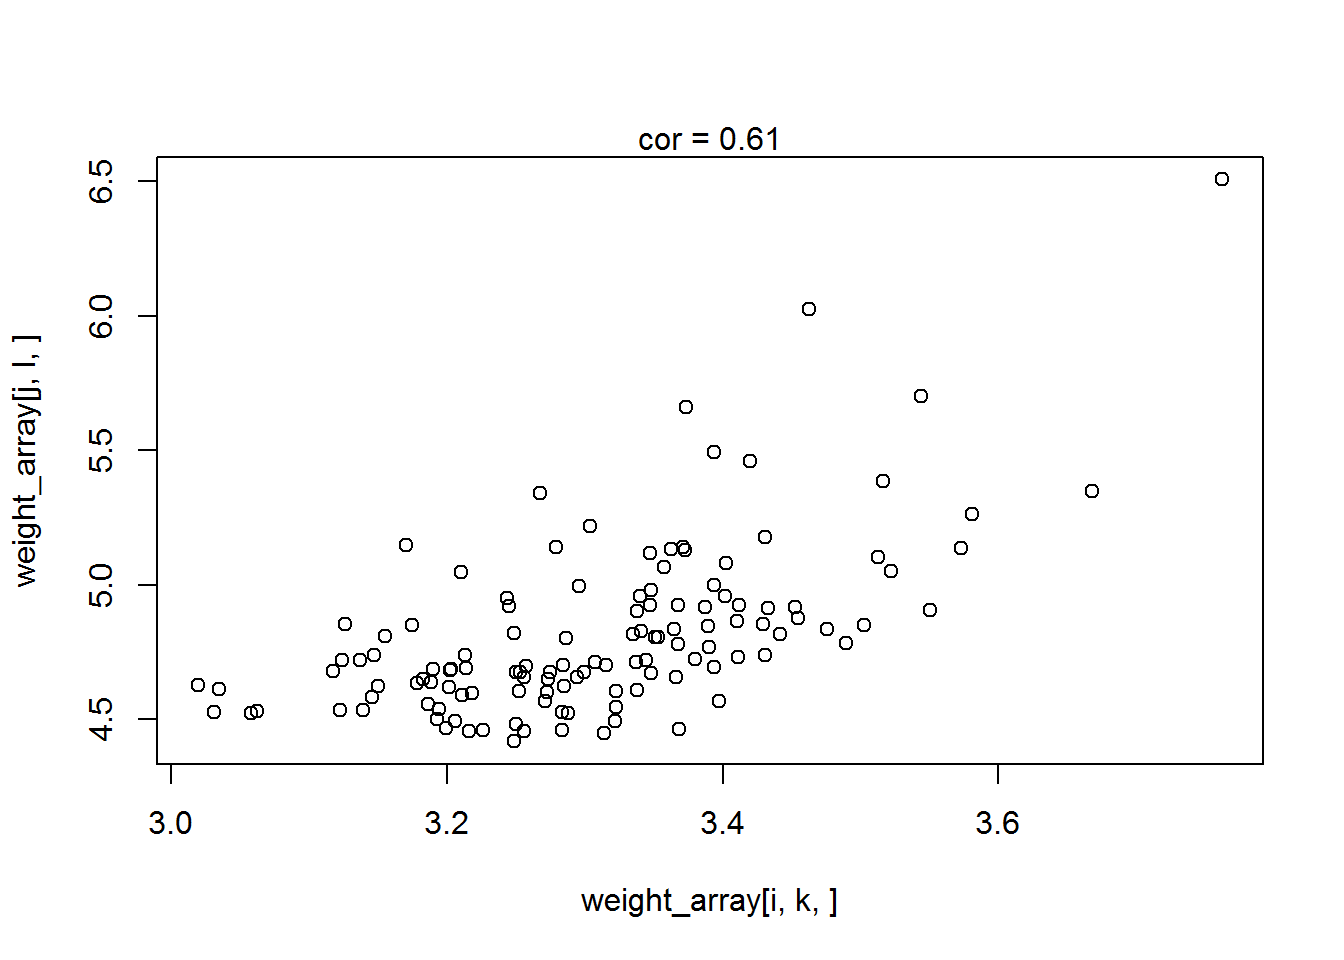 cor = 0.61
6.5
6.0
5.5
5.0
4.5
weight_array[j, l, ]
3.0 3.2 3.4 3.6
weight_array[i, k, ]